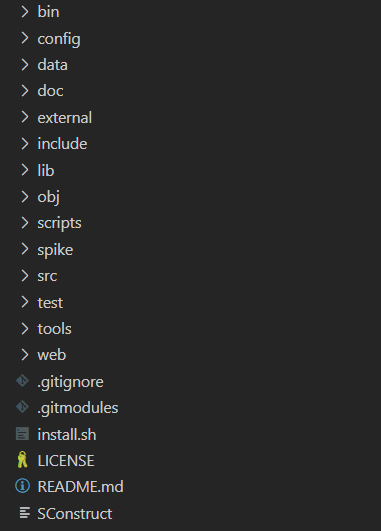 bin
config
data
doc
external
include
lib
obj
scripts
spike
src
test
tools
web
.gitignore
.gitmodules
install.sh
LICENSE
README.md
SConstruct